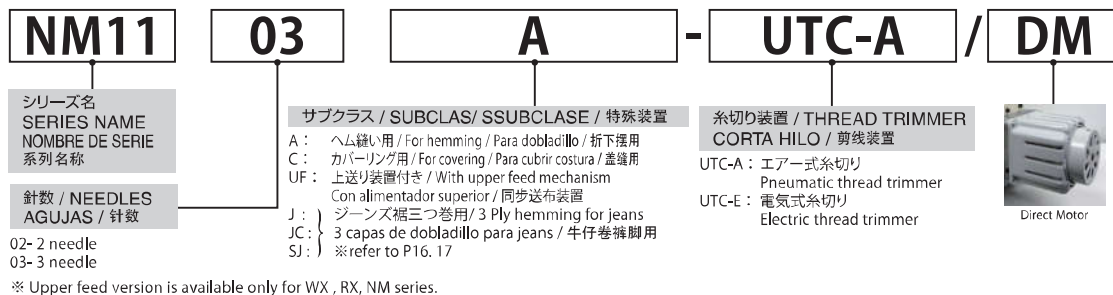 NM11 03 A - UTC-A / DM
シリーズ名
SERIES NAME
NOMBRE DE SERIE
系列名称
針数 / NEEDLES
AGUJAS / 针数
02- 2 needle
03- 3 needle
サブクラス / SUBCLAS/ SSUBCLASE / 特殊装置
A : ヘム縫い用 / For hemming / Para dobladillo / 折下摆用
C : カバーリング用 / For covering / Para cubrir costura / 盖缝用
UF : 上送り装置付き / With upper feed mechanism
Con alimentador superior / 同步送布装置
J : ジーンズ裾三つ巻用/ 3 Ply hemming for jeans
JC : 3 capas de dobladillo para jeans / 牛仔卷裤脚用
SJ : ※refer to P16. 17
糸切り装置 / THREAD TRIMMER
CORTA HILO / 剪线装置
UTC-A : エアー式糸切り
Pneumatic thread trimmer
UTC-E : 電気式糸切り
Electric thread trimmer
Direct Motor
※ Upper feed version is available only for WX , RX, NM series.